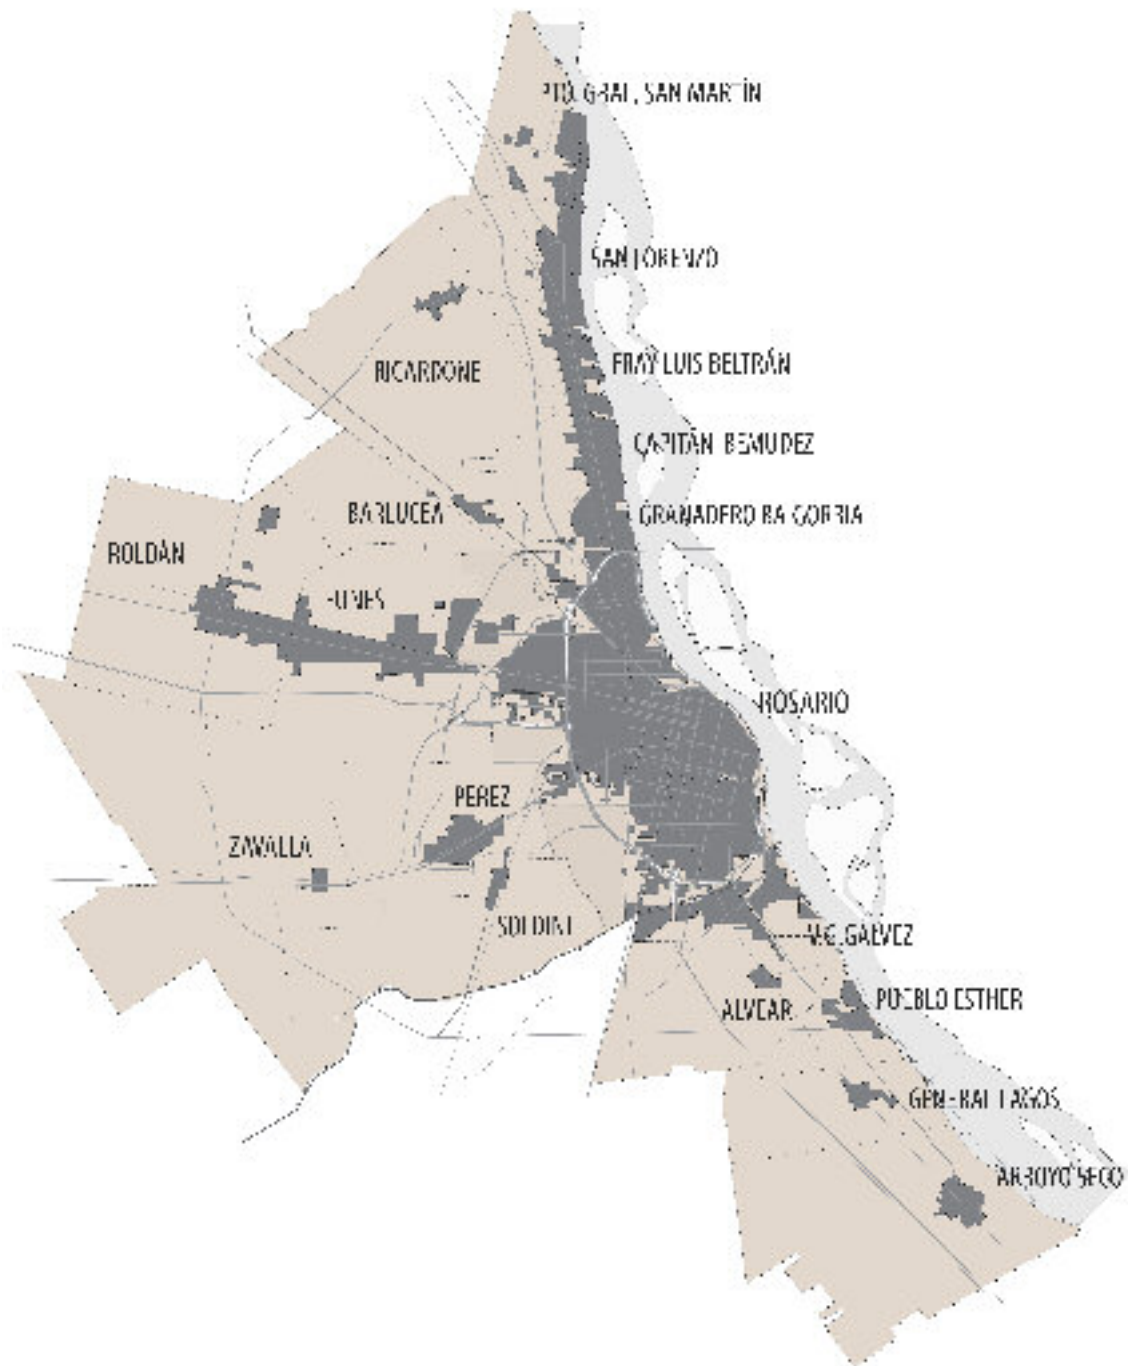 PTO. GRAL. SAN MARTÍN
SAN LORENZO
FRAY LUIS BELTRÁN
RICARDONE
CAPITÁN BEMUDEZ
BARLUCEA
GRANADERO BAIGORRIA
ROLDÁN
FUNES
ROSARIO
PEREZ
ZAVALLA
SOLDINI
V.G.GALVEZ
ALVEAR
PUEBLO ESTHER
GENERAL LAGOS
ARROYO SECO